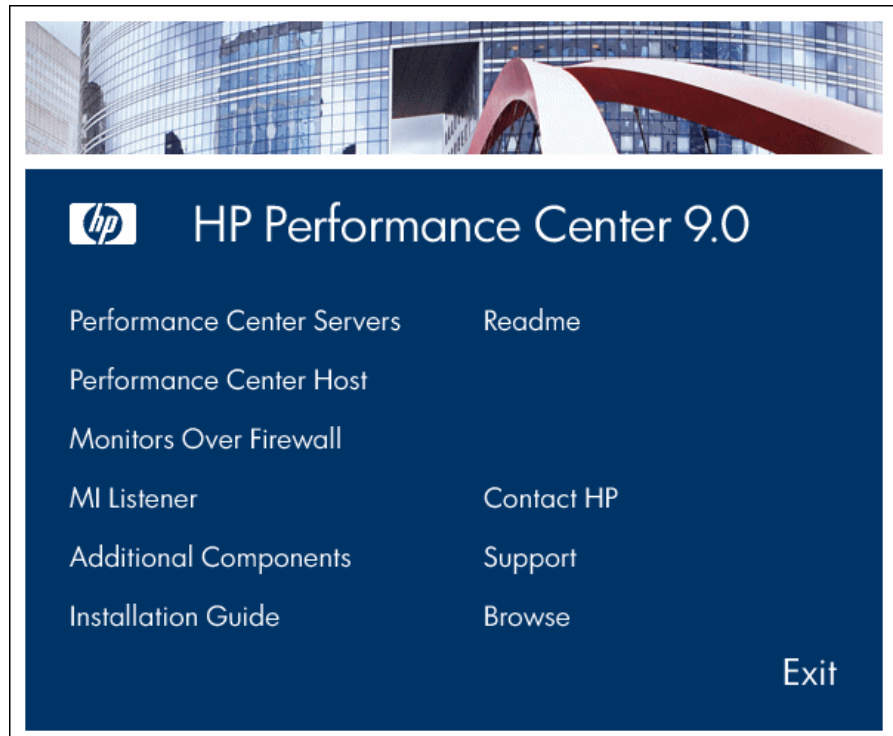 hp HP Performance Center 9.0
Performance Center Servers
Readme
Performance Center Host
Monitors Over Firewall
MI Listener
Contact HP
Additional Components
Support
Installation Guide
Browse
Exit